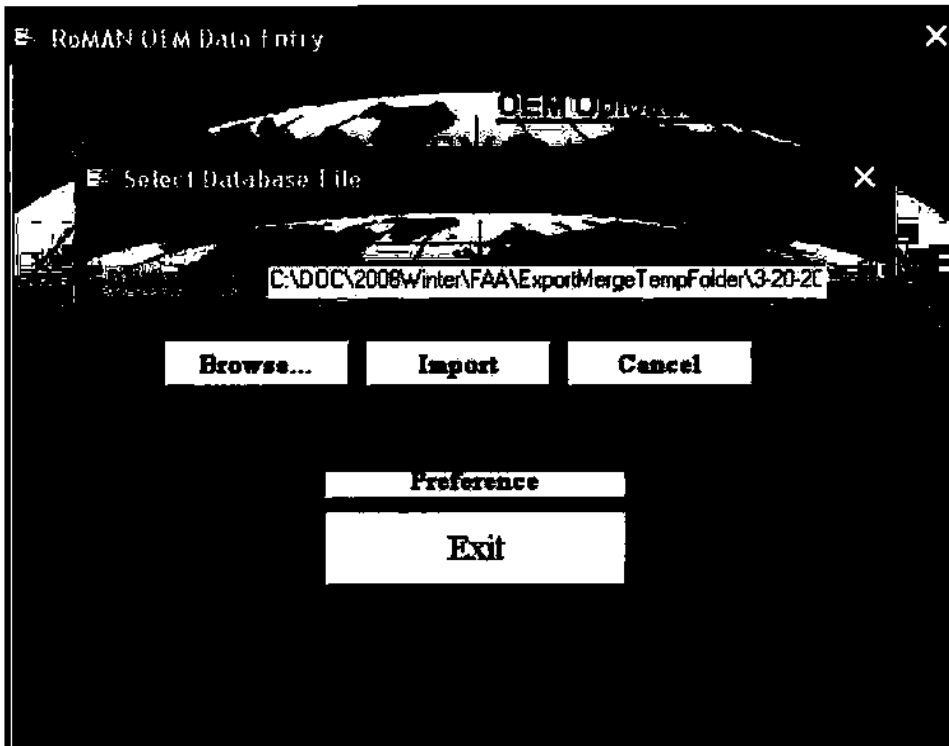 RoMAN OEM Data Entry
OEM
Select Database File
C:\DOC\2008Winter\FAA\ExportMergeTempFolder\3-20-20
Browse...
Import
Cancel
Preference
Exit